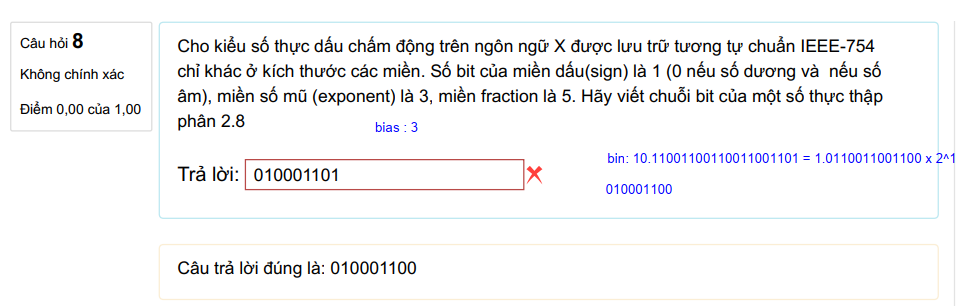 Câu hỏi 8
Không chính xác
Điểm 0,00 của 1,00
Cho kiểu số thực dấu chấm động trên ngôn ngữ X được lưu trữ tương tự chuẩn IEEE-754
chỉ khác ở kích thước các miền. Số bit của miền dấu(sign) là 1 (0 nếu số dương và  nếu số
âm), miền số mũ (exponent) là 3, miền fraction là 5. Hãy viết chuỗi bit của một số thực thập
phân 2.8
bias : 3
bin: 10.11001100110011001101 = 1.0110011001100 x 2^1
Trả lời: 010001101
010001100
Câu trả lời đúng là: 010001100